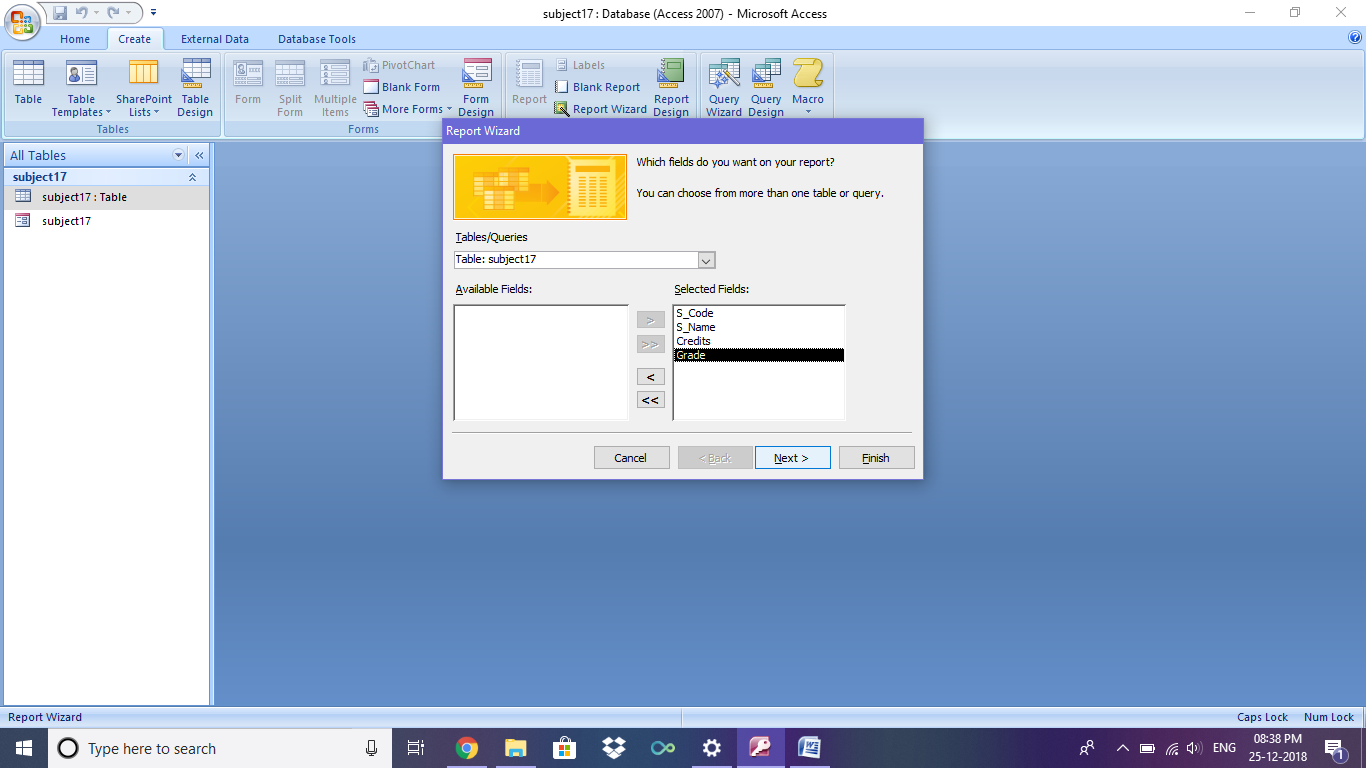 subject17 : Database (Access 2007) - Microsoft Access
Home Create External Data Database Tools
Table
Table Templates
SharePoint Lists
Table Design
Tables
Form
Split Form
Multiple Items
PivotChart
Blank Form
More Forms
Form Design
Forms
Report
Labels
Blank Report
Report Wizard
Report Design
Query Wizard
Query Design
Macro
All Tables
subject17
subject17 : Table
subject17
Report Wizard
Which fields do you want on your report?
You can choose from more than one table or query.
Tables/Queries
Table: subject17
Available Fields:
Selected Fields:
S_Code
S_Name
Credits
Grade
>
>>
<
<<
Cancel
< Back
Next >
Finish
Report Wizard
Caps Lock Num Lock
Type here to search
ENG
08:38 PM
25-12-2018
1